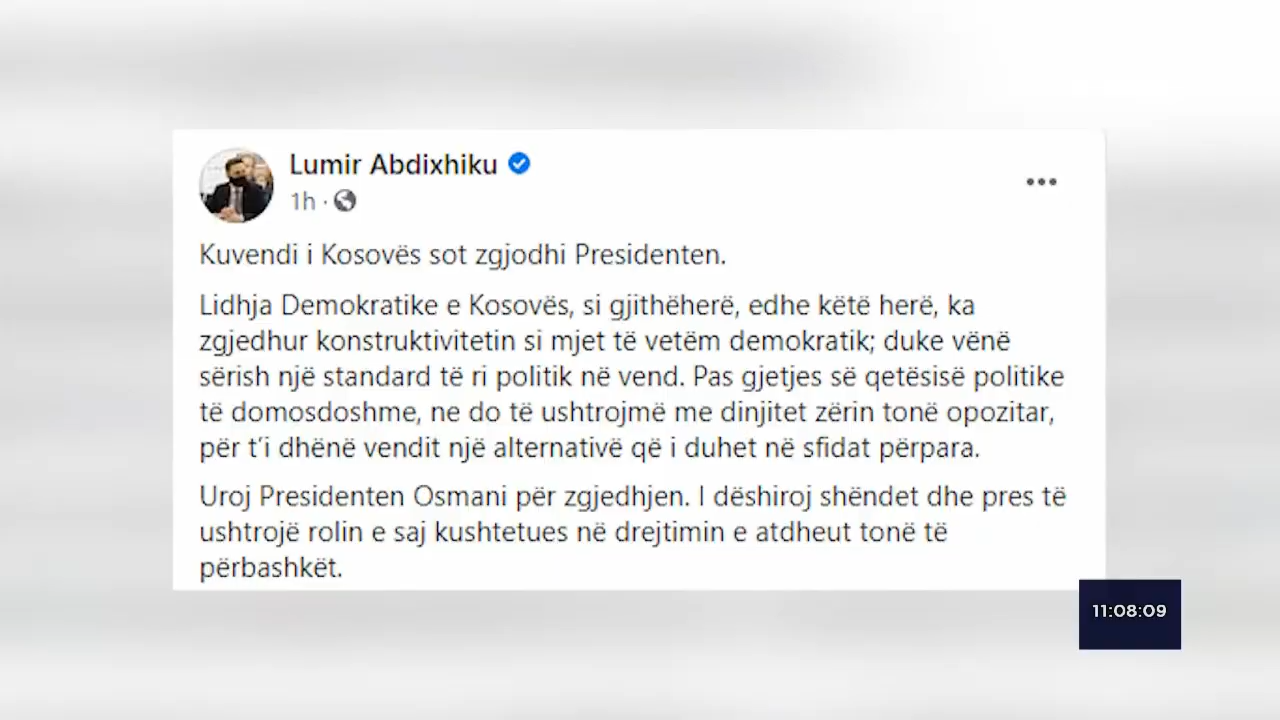 Lumir Abdixhiku
1h ·
Kuvendi i Kosovës sot zgjodhi Presidenten.
Lidhja Demokratike e Kosovës, si gjithëherë, edhe këtë herë, ka
zgjedhur konstruktivitetin si mjet të vetëm demokratik; duke vënë
sërish një standard të ri politik në vend. Pas gjetjes së qetësisë politike
të domosdoshme, ne do të ushtrojmë me dinjitet zërin tonë opozitar,
për t’i dhënë vendit një alternativë që i duhet në sfidat përpara.
Uroj Presidenten Osmani për zgjedhjen. I dëshiroj shëndet dhe pres të
ushtrojë rolin e saj kushtetues në drejtimin e atdheut tonë të
përbashkët.
11:08:09